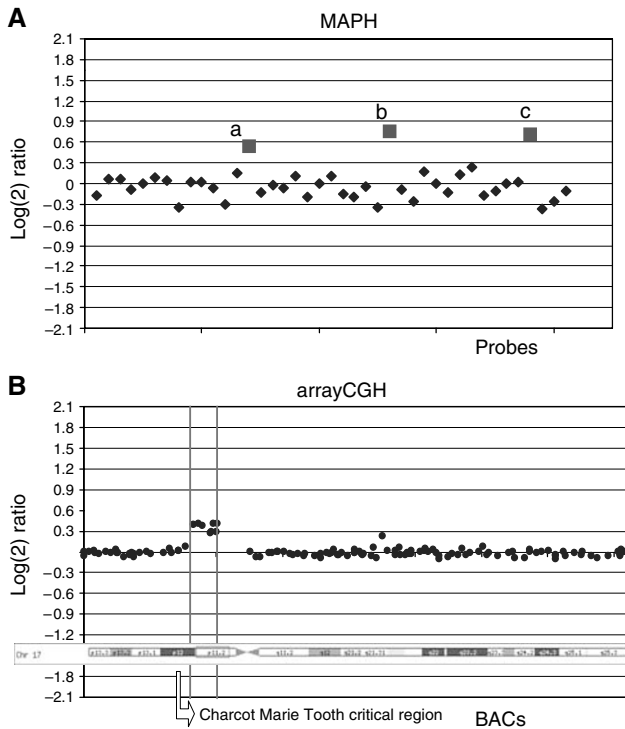 A
MAPH
2.1
1.8
1.5
1.2
0.9
0.6
0.3
0
−0.3
−0.6
−0.9
−1.2
−1.5
−1.8
−2.1
Log(2) ratio
a
b
c
Probes
B
arrayCGH
2.1
1.8
1.5
1.2
0.9
0.6
0.3
0
−0.3
−0.6
−0.9
−1.2
−1.8
−2.1
Log(2) ratio
Chr 17
Charcot Marie Tooth critical region
BACs